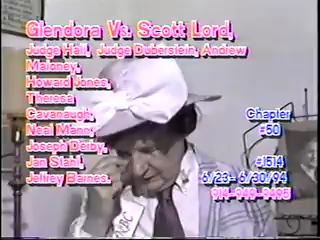 Glendora Vs. Scott Lord,
Judge Hall, Judge Duberstein, Andrew
Maloney,
Howard Jones,
Theresa
Cavanaugh,
Neal Mann,
Joseph Derby,
Jan Stahl,
Jeffrey Barnes.
Chapter
#50
#1514
6/23- 6/30/94
914-949-9495